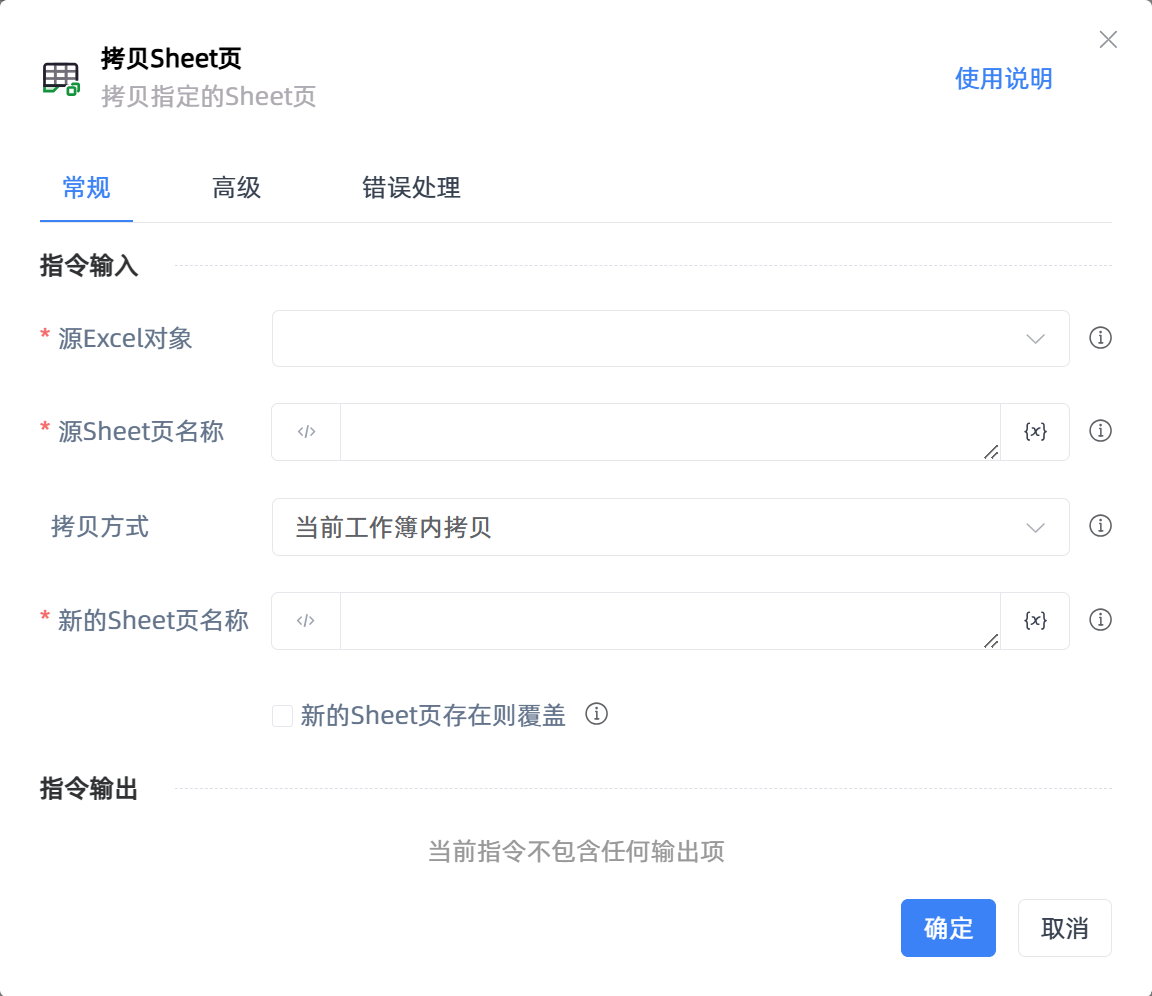 拷贝Sheet页
拷贝指定的Sheet页
使用说明
常规 高级 错误处理
指令输入
* 源Excel对象
* 源Sheet页名称 </> {x}
拷贝方式 当前工作簿内拷贝
* 新的Sheet页名称 </> {x}
新的Sheet页存在则覆盖
指令输出
当前指令不包含任何输出项
确定 取消